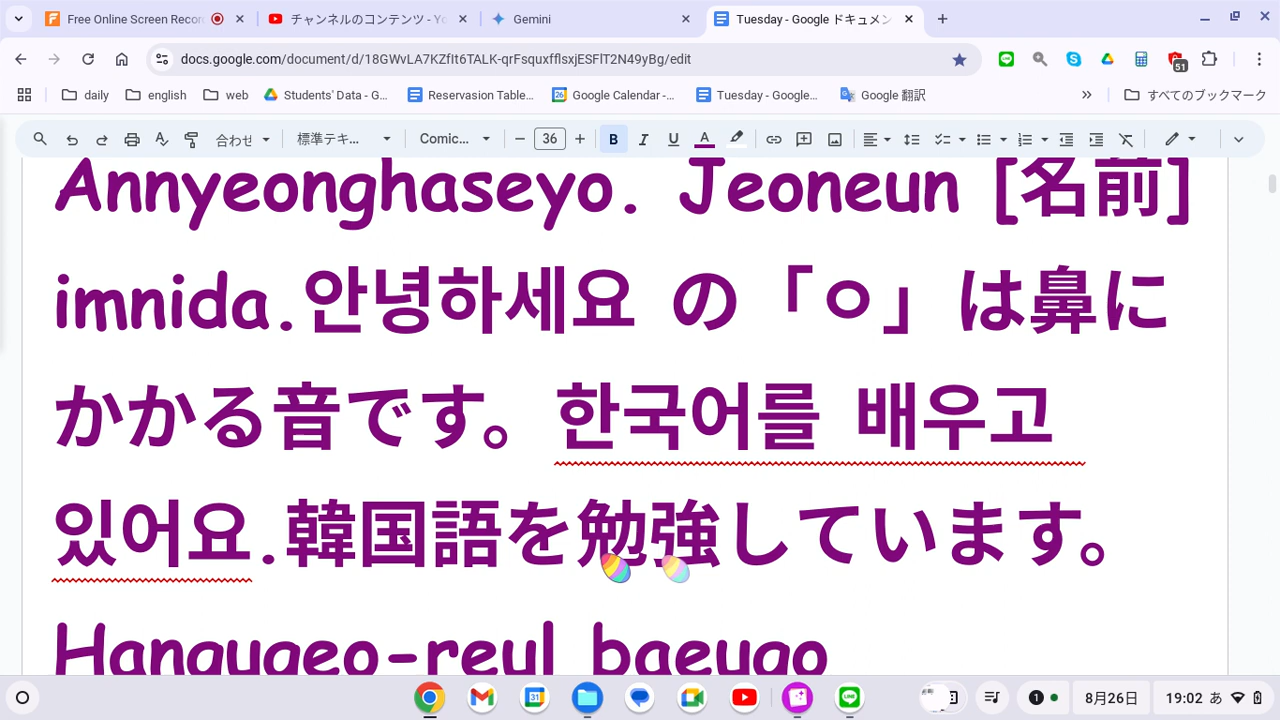 Free Online Screen Recor
チャンネルのコンテンツ - Yo
Gemini
Tuesday - Google ドキュメン
docs.google.com/document/d/13GWvLA7KZfIt6TALK-qrFsquxfflsxjESFlT2N49yBg/edit
51
daily
english
web
Students' Data - G...
Reservasion Table...
Google Calendar -...
Tuesday - Google...
Google 翻訳
すべてのブックマーク
合わせ
標準テキ...
Comic...
36
B
I
U
A
Annyeonghaseyo. Jeoneun [名前]
imnida.안녕하세요 の「ㅇ」は鼻に
かかる音です。한국어를 배우고
있어요.韓国語を勉強しています。
Hangugeo-reul baeugo
1
8月26日
19:02
あ